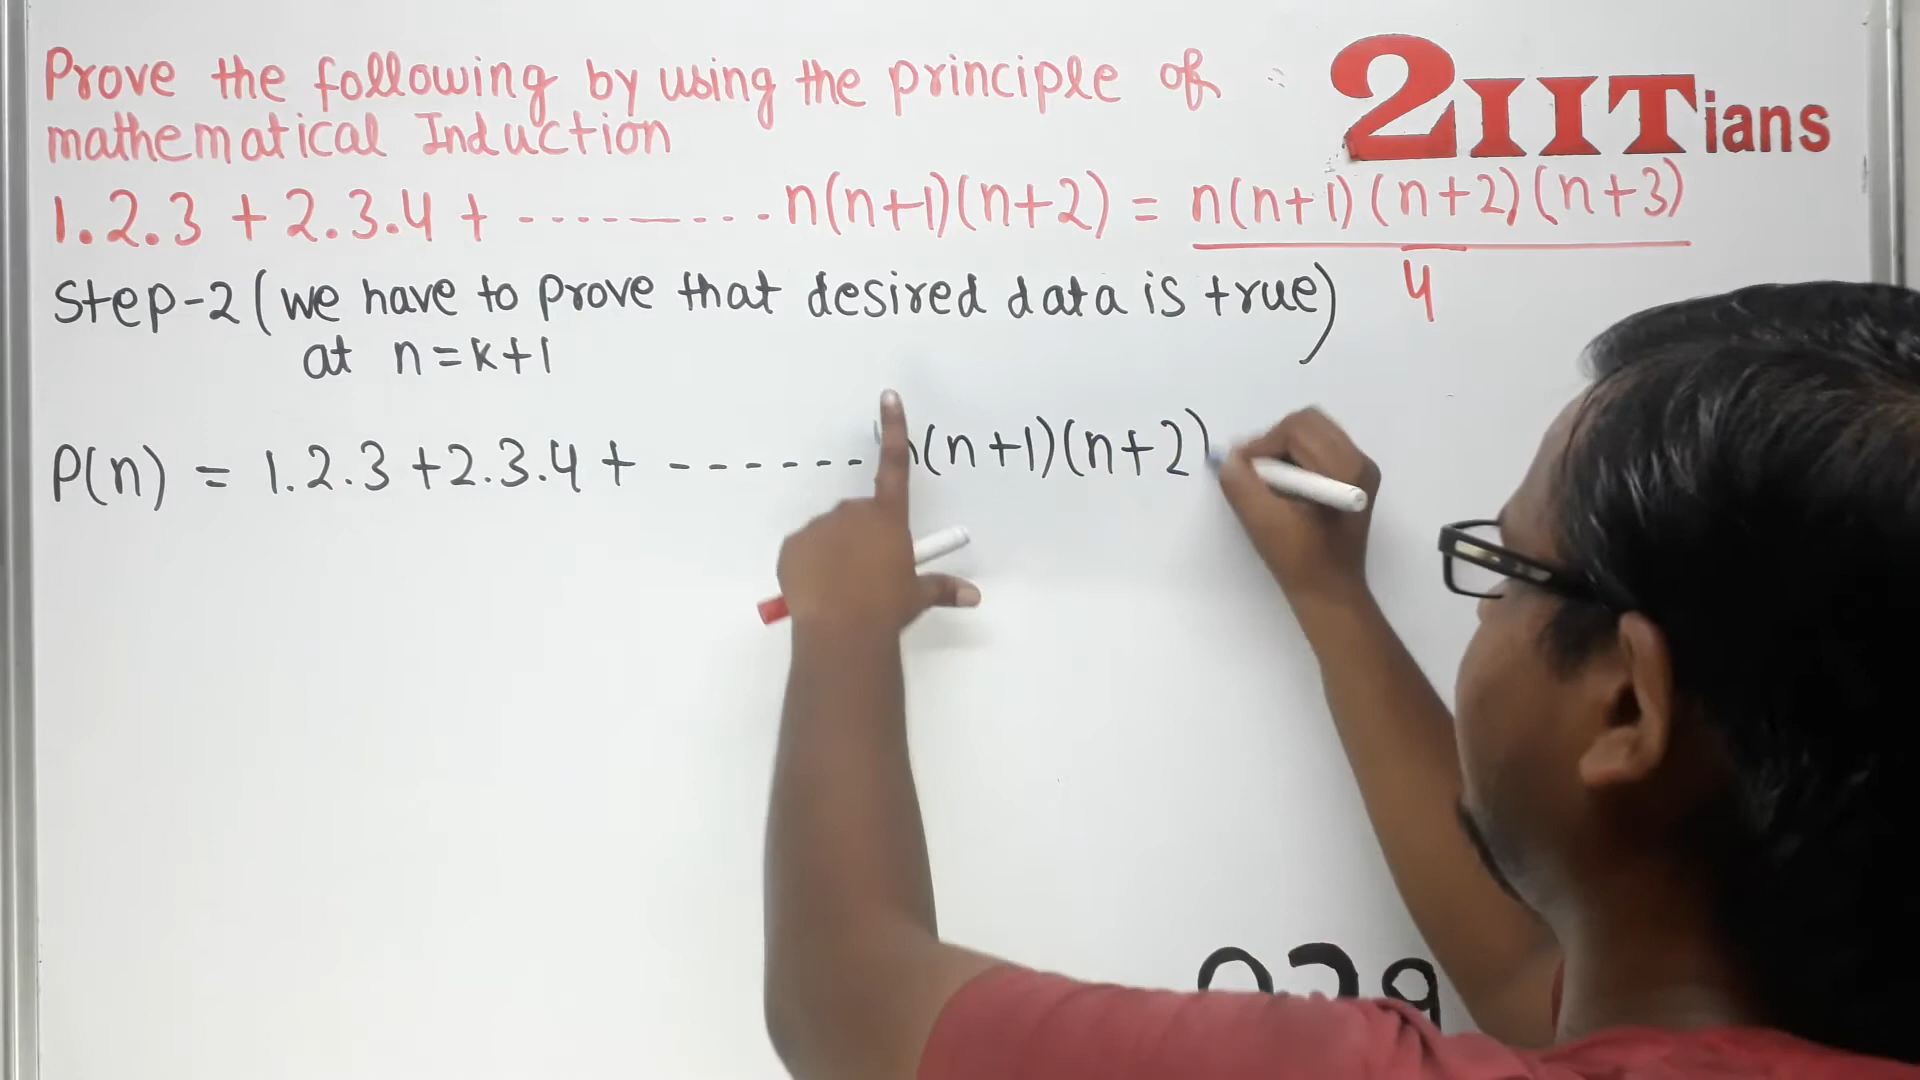 Prove the following by using the principle of
mathematical Induction
2IITians
1.2.3 + 2.3.4 + ---------- n(n+1)(n+2) = n(n+1)(n+2)(n+3)
4
Step-2 (we have to prove that desired data is true)
at n=k+1
P(n) = 1.2.3 +2.3.4 + ------- n(n+1)(n+2)